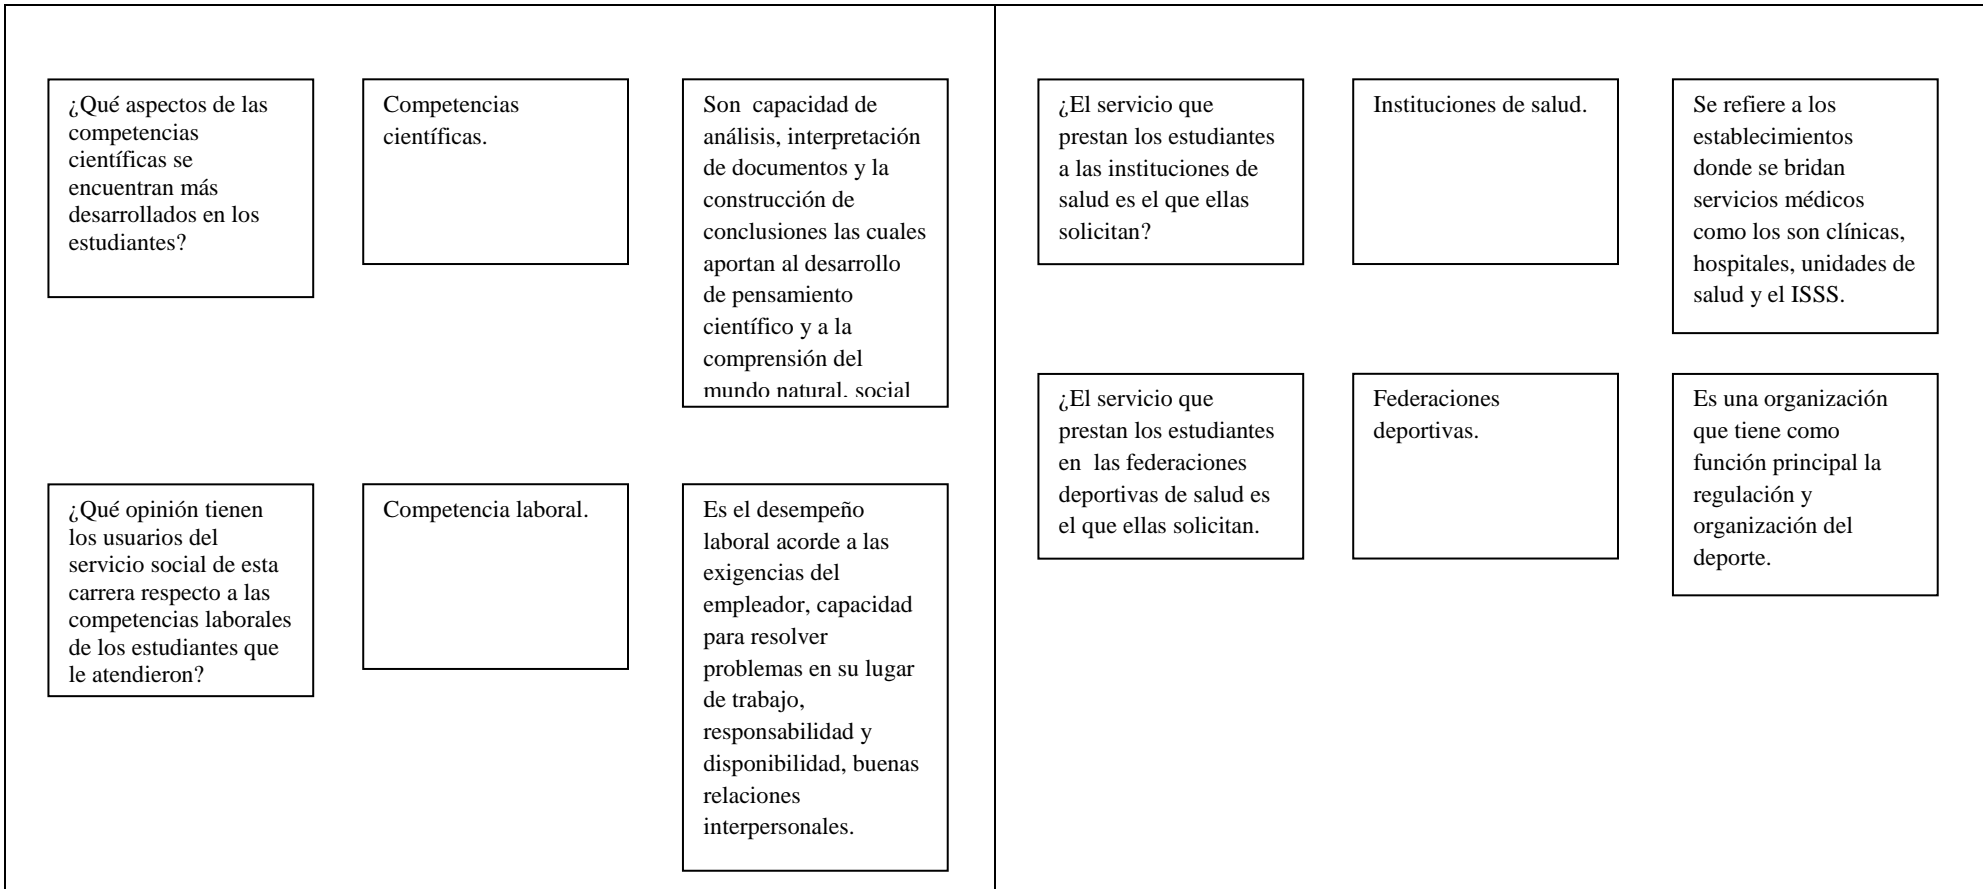 ¿Qué aspectos de las
competencias
científicas se
encuentran más
desarrollados en los
estudiantes?
Competencias
científicas.
Son  capacidad de
análisis, interpretación
de documentos y la
construcción de
conclusiones las cuales
aportan al desarrollo
de pensamiento
científico y a la
comprensión del
mundo natural, social
¿Qué opinión tienen
los usuarios del
servicio social de esta
carrera respecto a las
competencias laborales
de los estudiantes que
le atendieron?
Competencia laboral.
Es el desempeño
laboral acorde a las
exigencias del
empleador, capacidad
para resolver
problemas en su lugar
de trabajo,
responsabilidad y
disponibilidad, buenas
relaciones
interpersonales.
¿El servicio que
prestan los estudiantes
a las instituciones de
salud es el que ellas
solicitan?
Instituciones de salud.
Se refiere a los
establecimientos
donde se bridan
servicios médicos
como los son clínicas,
hospitales, unidades de
salud y el ISSS.
¿El servicio que
prestan los estudiantes
en  las federaciones
deportivas de salud es
el que ellas solicitan.
Federaciones
deportivas.
Es una organización
que tiene como
función principal la
regulación y
organización del
deporte.